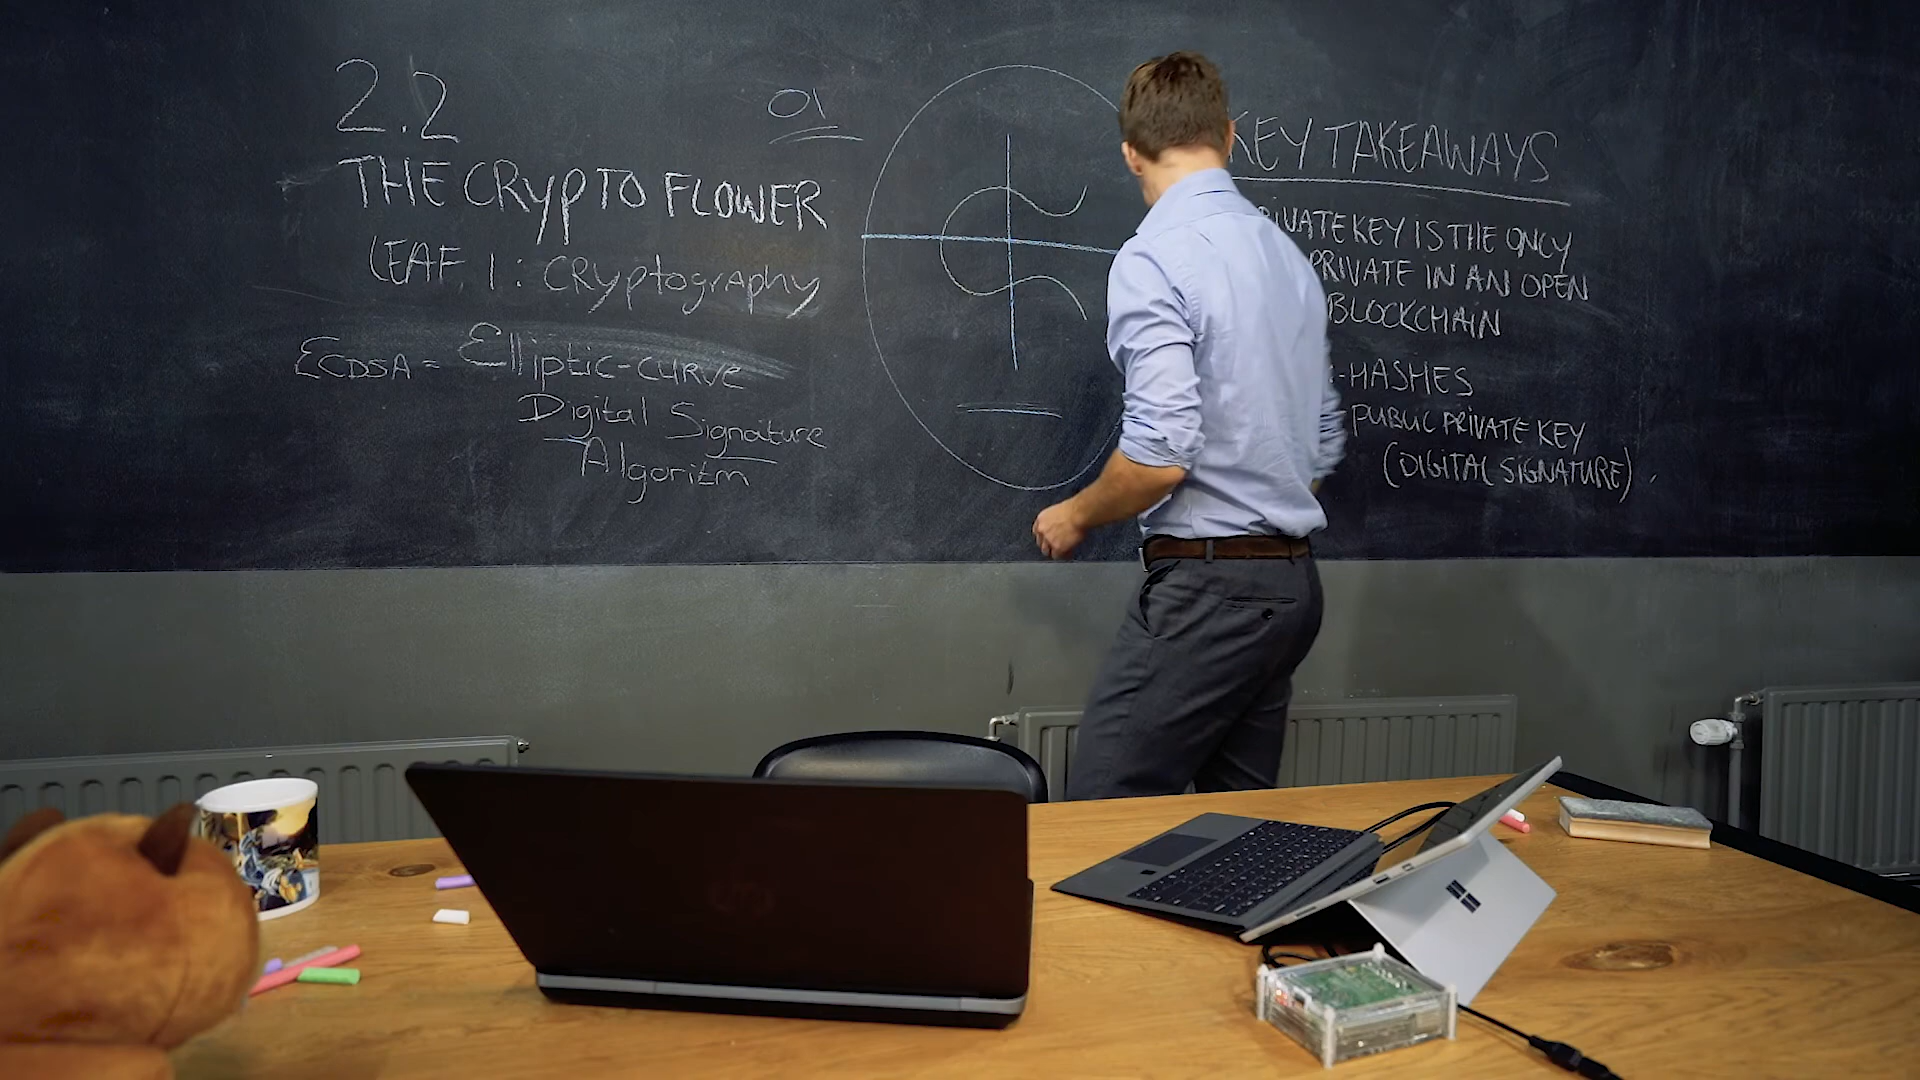 2.2
THE CRYPTO FLOWER
LEAF 1: CRYptography
ECDSA = Elliptic-curve
Digital Signature
Algoritm
01
KEY TAKEAWAYS
PRIVATE KEY IS THE ONLY
PRIVATE IN AN OPEN
BLOCKCHAIN
-HASHES
PUBLIC PRIVATE KEY
(DIGITAL SIGNATURE)